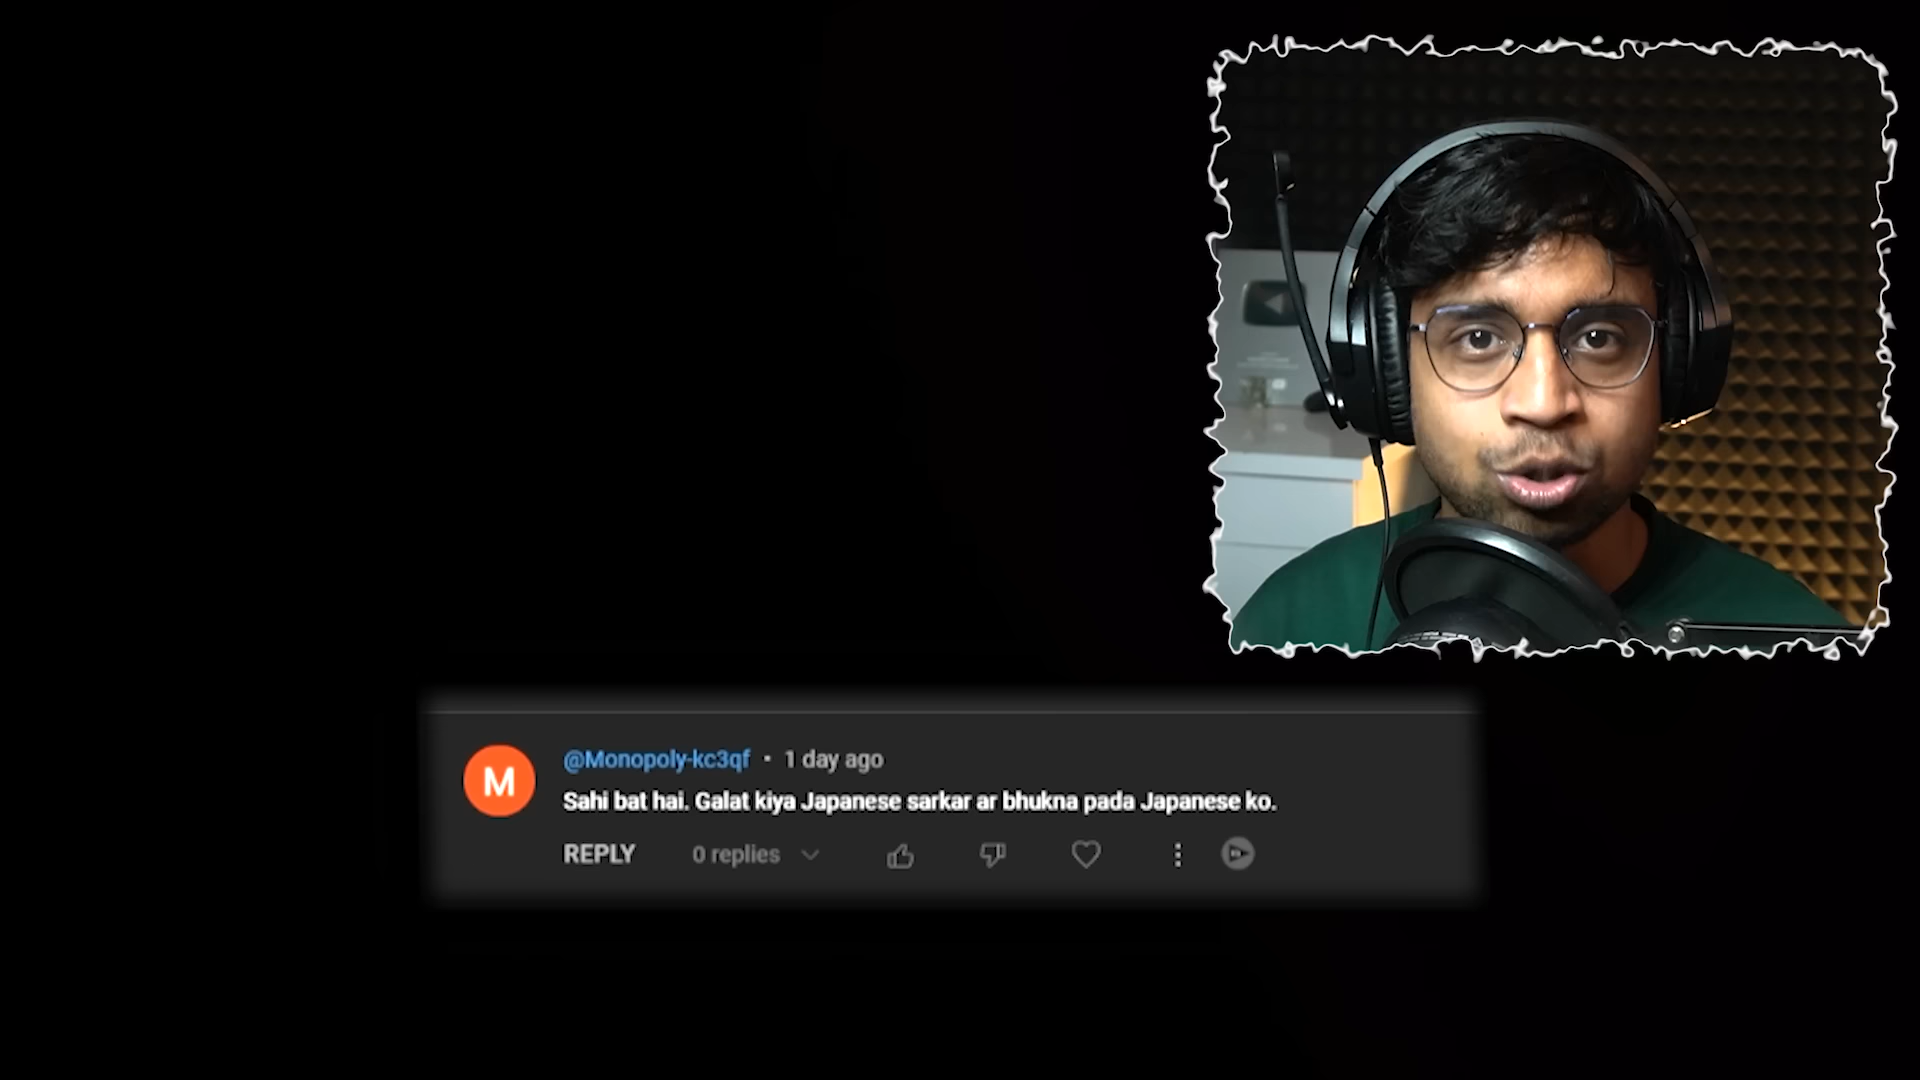 M
@Monopoly-kc3qf · 1 day ago
Sahi bat hai. Galat kiya Japanese sarkar ar bhukna pada Japanese ko.
REPLY 0 replies